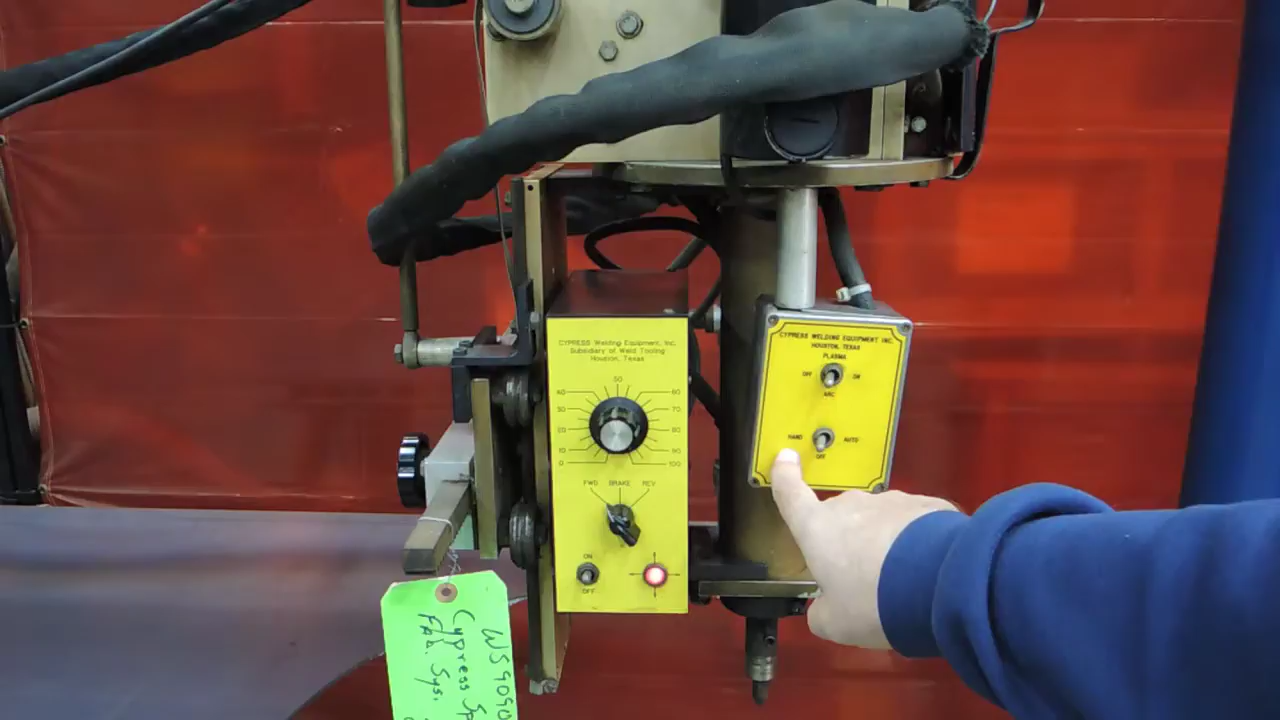 CYPRESS Welding Equipment, Inc.
Subsidiary of Weld Tooling
Houston, Texas
50
40 60
30 70
20 80
10 90
0 100
FWD BRAKE REV
ON
OFF
CYPRESS WELDING EQUIPMENT INC.
HOUSTON, TEXAS
PLASMA
OFF ON
ARC
HAND AUTO
OFF
WS9090
Cypress Sp
Fab. Sys.